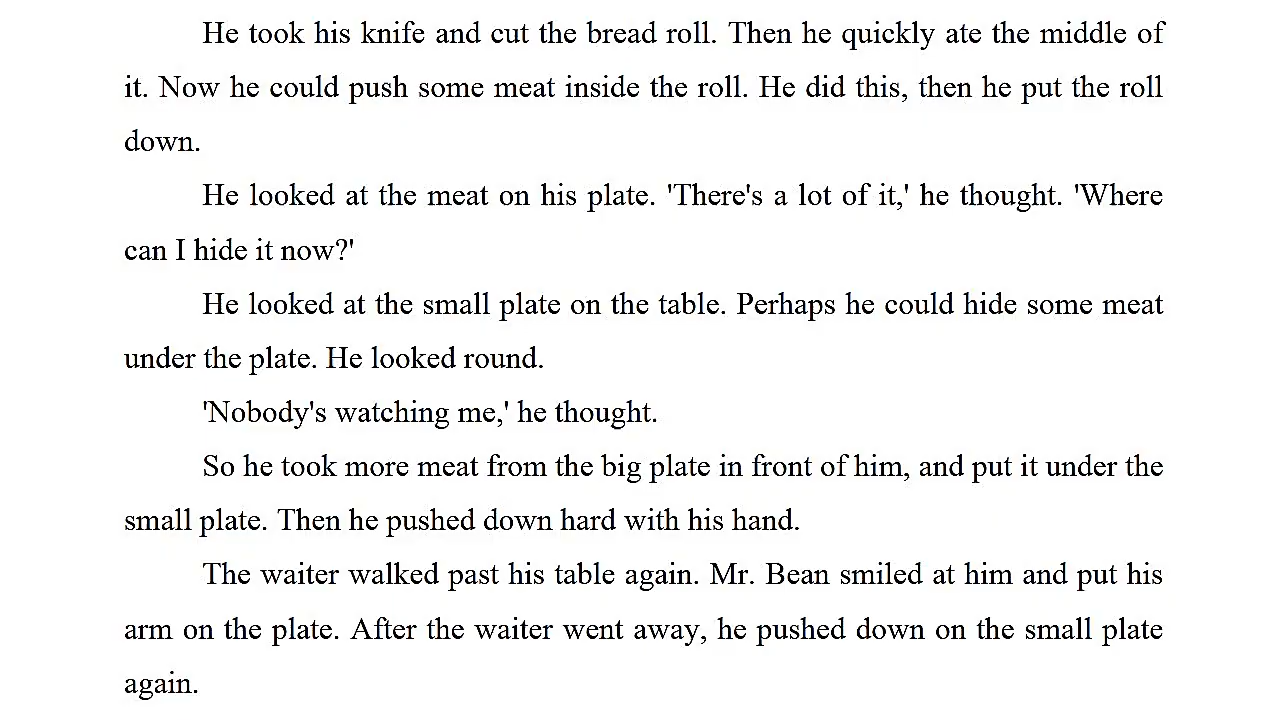 He took his knife and cut the bread roll. Then he quickly ate the middle of
it. Now he could push some meat inside the roll. He did this, then he put the roll
down.
He looked at the meat on his plate. 'There's a lot of it,' he thought. 'Where
can I hide it now?'
He looked at the small plate on the table. Perhaps he could hide some meat
under the plate. He looked round.
'Nobody's watching me,' he thought.
So he took more meat from the big plate in front of him, and put it under the
small plate. Then he pushed down hard with his hand.
The waiter walked past his table again. Mr. Bean smiled at him and put his
arm on the plate. After the waiter went away, he pushed down on the small plate
again.